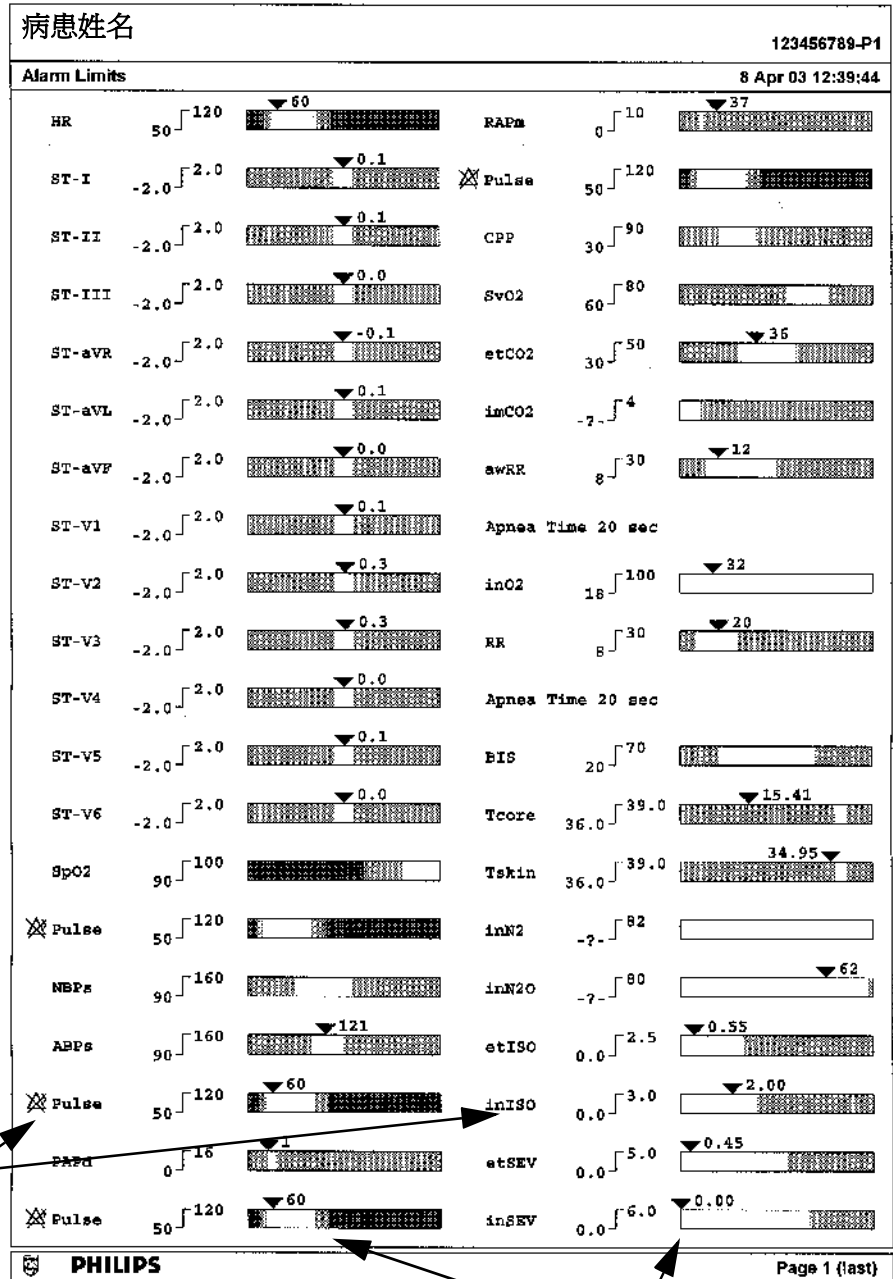 病患姓名
123456789-P1
Alarm Limits 8 Apr 03 12:39:44
HR 50 120 60
ST-I -2.0 2.0 0.1
ST-II -2.0 2.0 0.1
ST-III -2.0 2.0 0.0
ST-aVR -2.0 2.0 -0.1
ST-aVL -2.0 2.0 0.1
ST-aVF -2.0 2.0 0.0
ST-V1 -2.0 2.0 0.1
ST-V2 -2.0 2.0 0.3
ST-V3 -2.0 2.0 0.3
ST-V4 -2.0 2.0 0.0
ST-V5 -2.0 2.0 0.1
ST-V6 -2.0 2.0 0.0
SpO2 90 100
Pulse 50 120
NBPs 90 160
ABPs 90 160 121
Pulse 50 120 60
PAPd 0 16 1
Pulse 50 120 60
RAPm 0 10 37
Pulse 50 120
CPP 30 90
SvO2 60 80
etCO2 30 50 36
imCO2 -?- 4
awRR 8 30 12
Apnea Time 20 sec
inO2 18 100 32
RR 8 30 20
Apnea Time 20 sec
BIS 20 70
Tcore 36.0 39.0 15.41
Tskin 36.0 39.0 34.95
inN2 -?- 82
inN2O -?- 80 62
etISO 0.0 2.5 0.55
inISO 0.0 3.0 2.00
etSEV 0.0 5.0 0.45
inSEV 0.0 6.0 0.00
PHILIPS Page 1 (last)